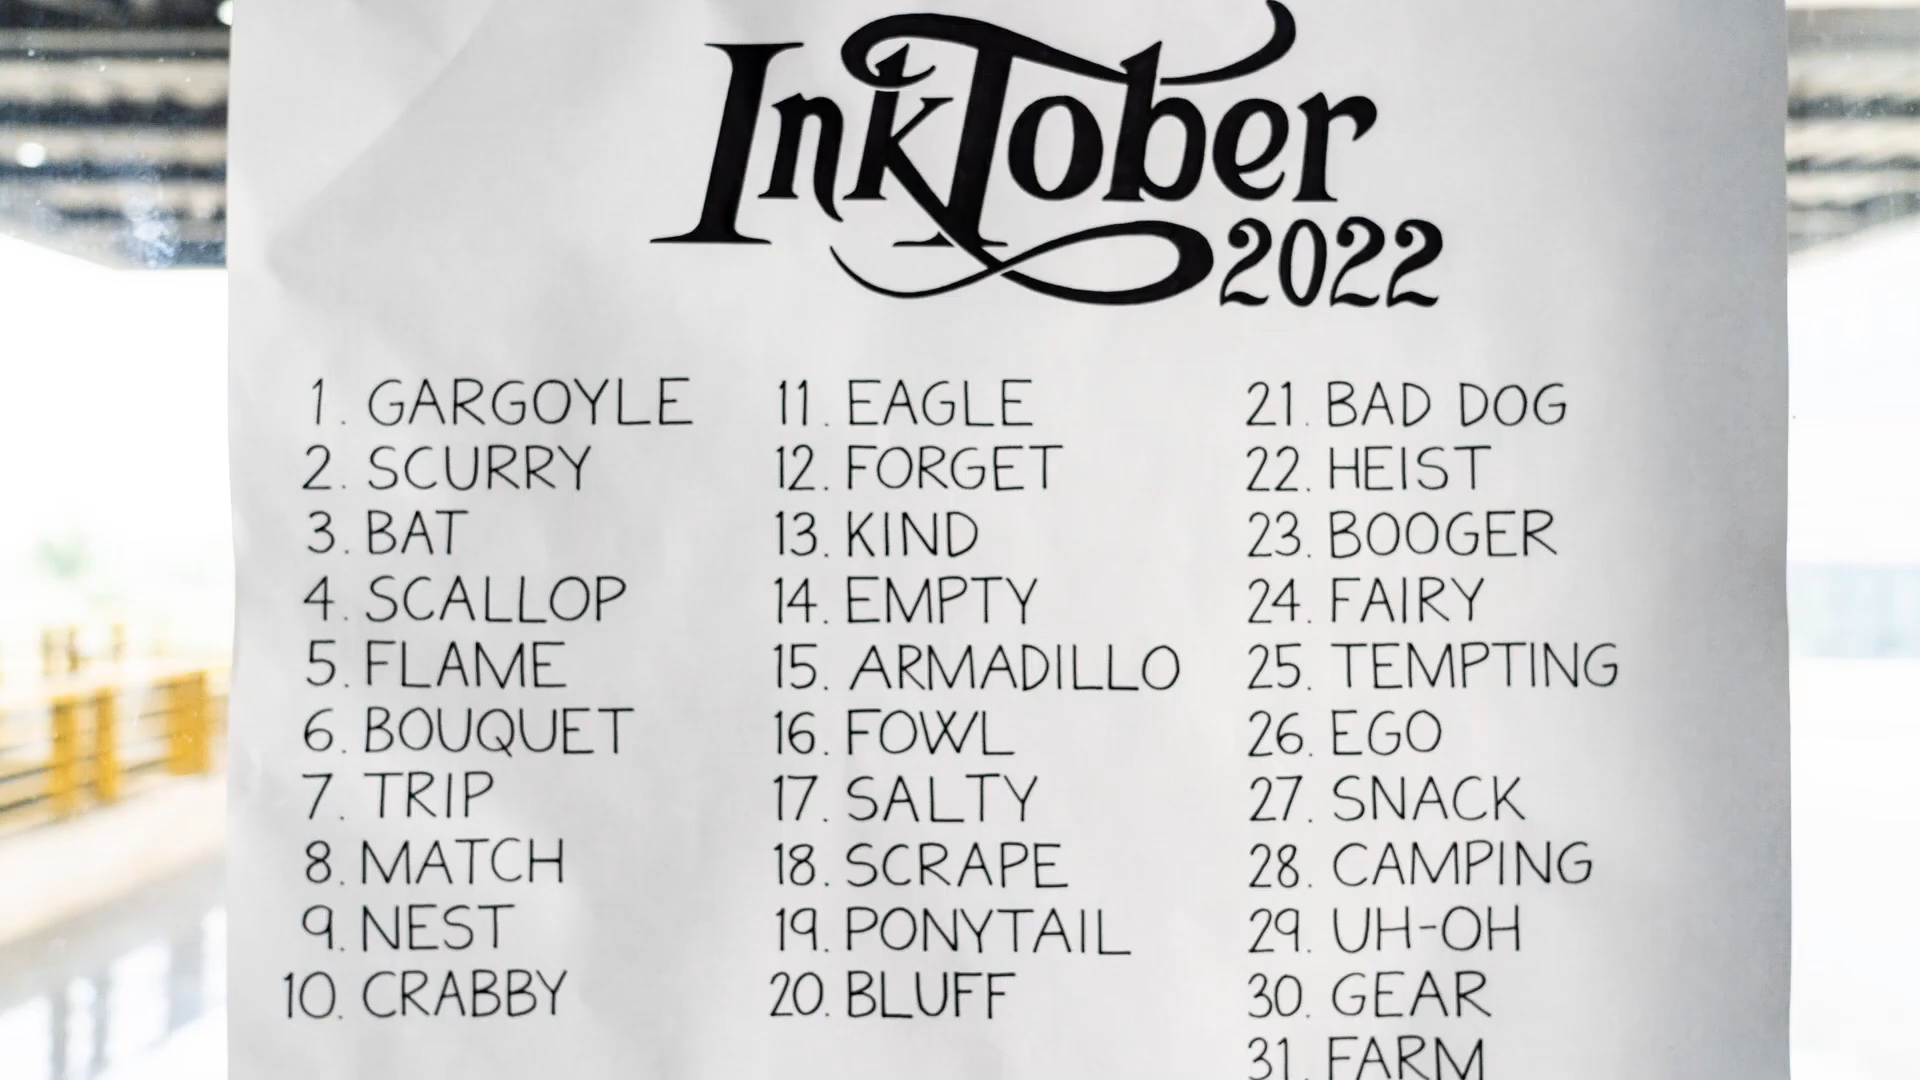 InkTober
2022
1. GARGOYLE
2. SCURRY
3. BAT
4. SCALLOP
5. FLAME
6. BOUQUET
7. TRIP
8. MATCH
9. NEST
10. CRABBY
11. EAGLE
12. FORGET
13. KIND
14. EMPTY
15. ARMADILLO
16. FOWL
17. SALTY
18. SCRAPE
19. PONYTAIL
20. BLUFF
21. BAD DOG
22. HEIST
23. BOOGER
24. FAIRY
25. TEMPTING
26. EGO
27. SNACK
28. CAMPING
29. UH-OH
30. GEAR
31. FARM